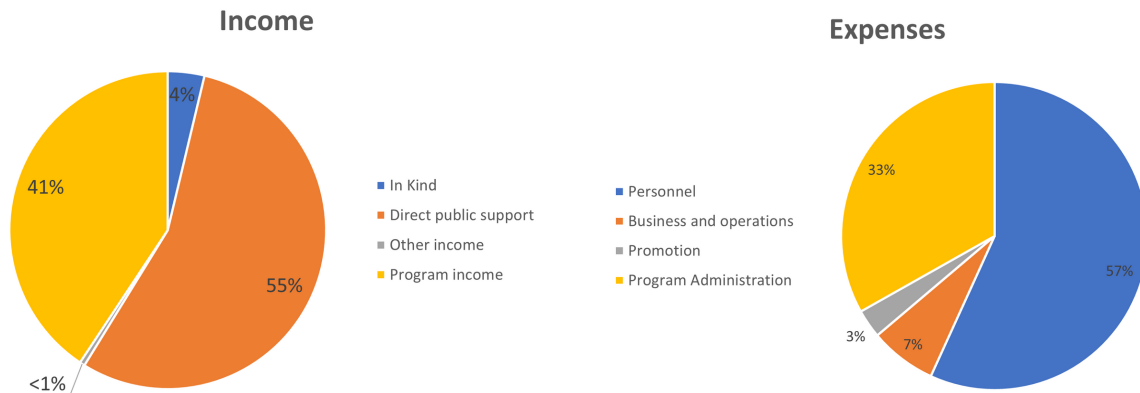 Income
4%
41%
55%
<1%
In Kind
Direct public support
Other income
Program income
Expenses
Personnel
Business and operations
Promotion
Program Administration
33%
57%
3%
7%